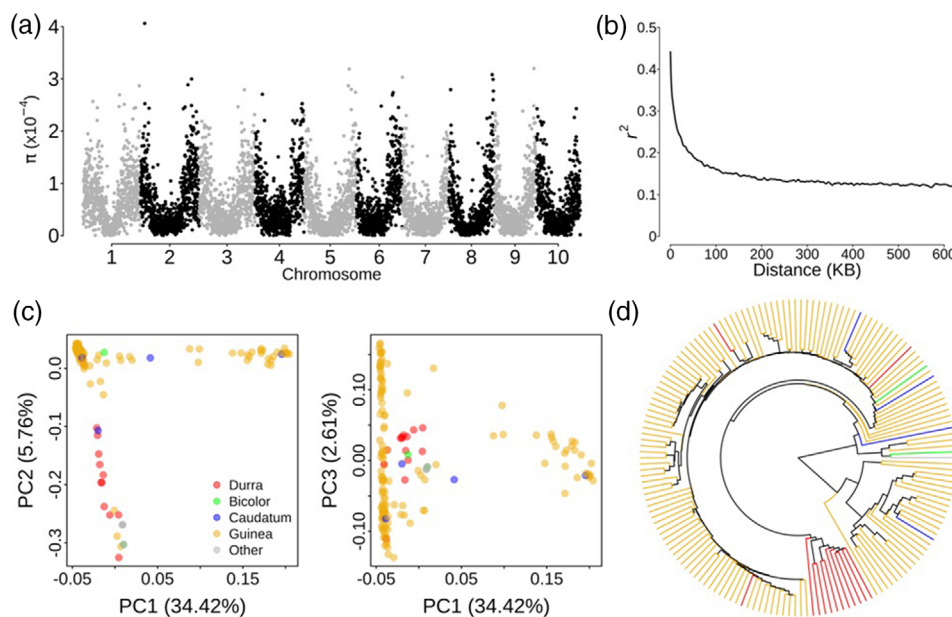 (a)
4
3
2
1
0
π (x10⁻⁴)
1 2 3 4 5 6 7 8 9 10
Chromosome
(b)
0.5
0.4
0.3
0.2
0.1
0
r²
0 100 200 300 400 500 600
Distance (KB)
(c)
0.0
-0.1
-0.2
-0.3
PC2 (5.76%)
Durra
Bicolor
Caudatum
Guinea
Other
-0.05 0.05 0.15
PC1 (34.42%)
0.10
0.00
-0.10
PC3 (2.61%)
-0.05 0.05 0.15
PC1 (34.42%)
(d)